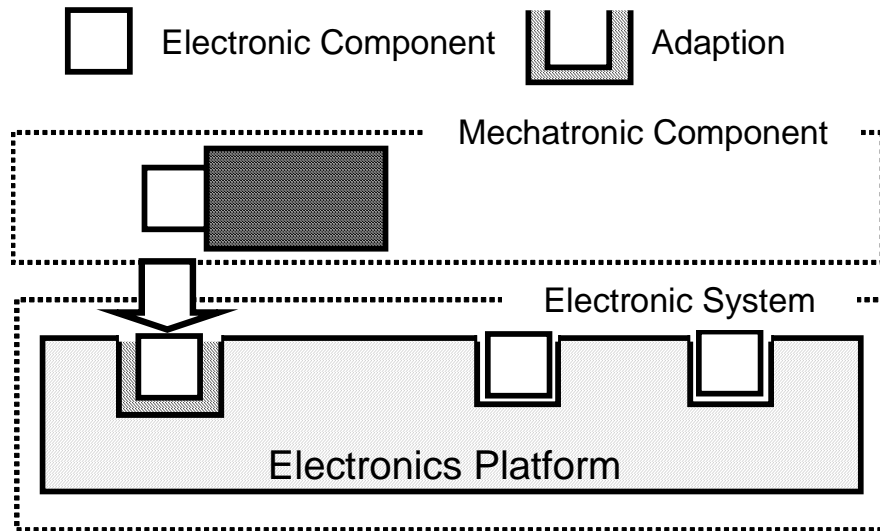 Electronic Component
Adaption
Mechatronic Component
Electronic System
Electronics Platform